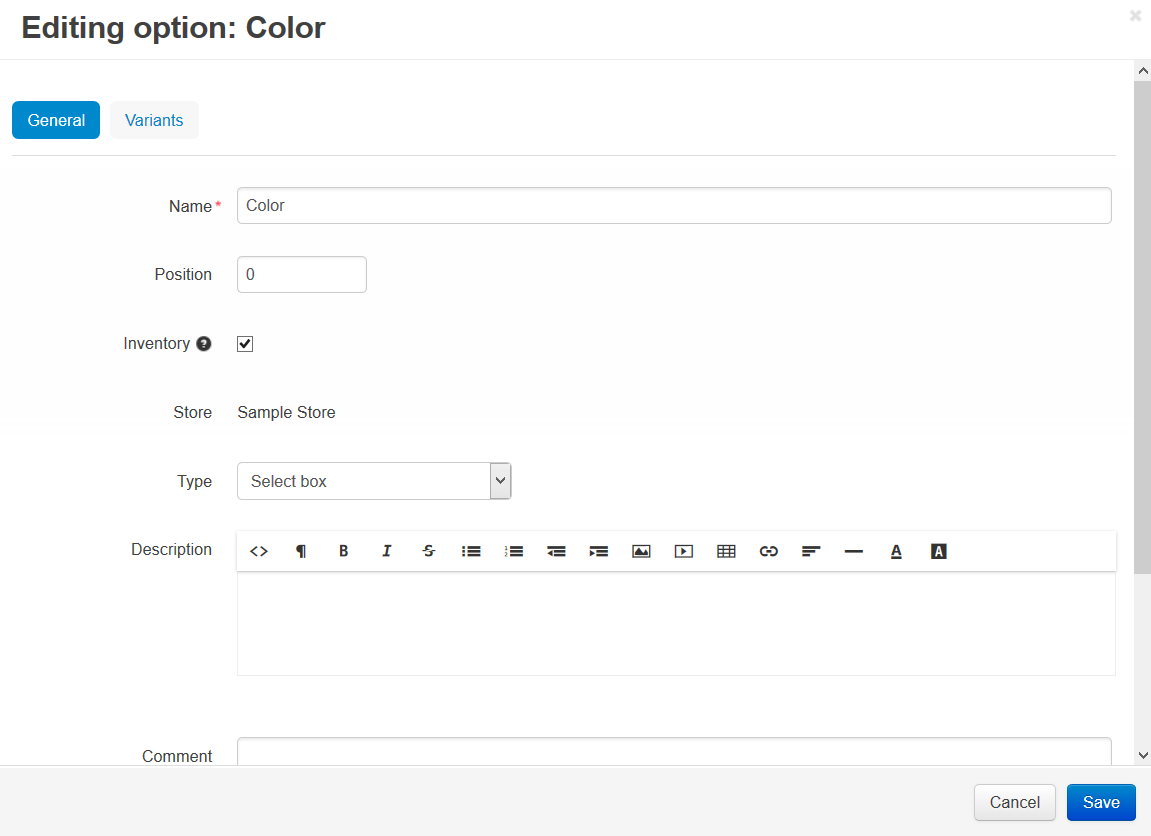 Editing option: Color
General Variants
Name* Color
Position 0
Inventory
Store Sample Store
Type Select box
Description
Comment
Cancel Save